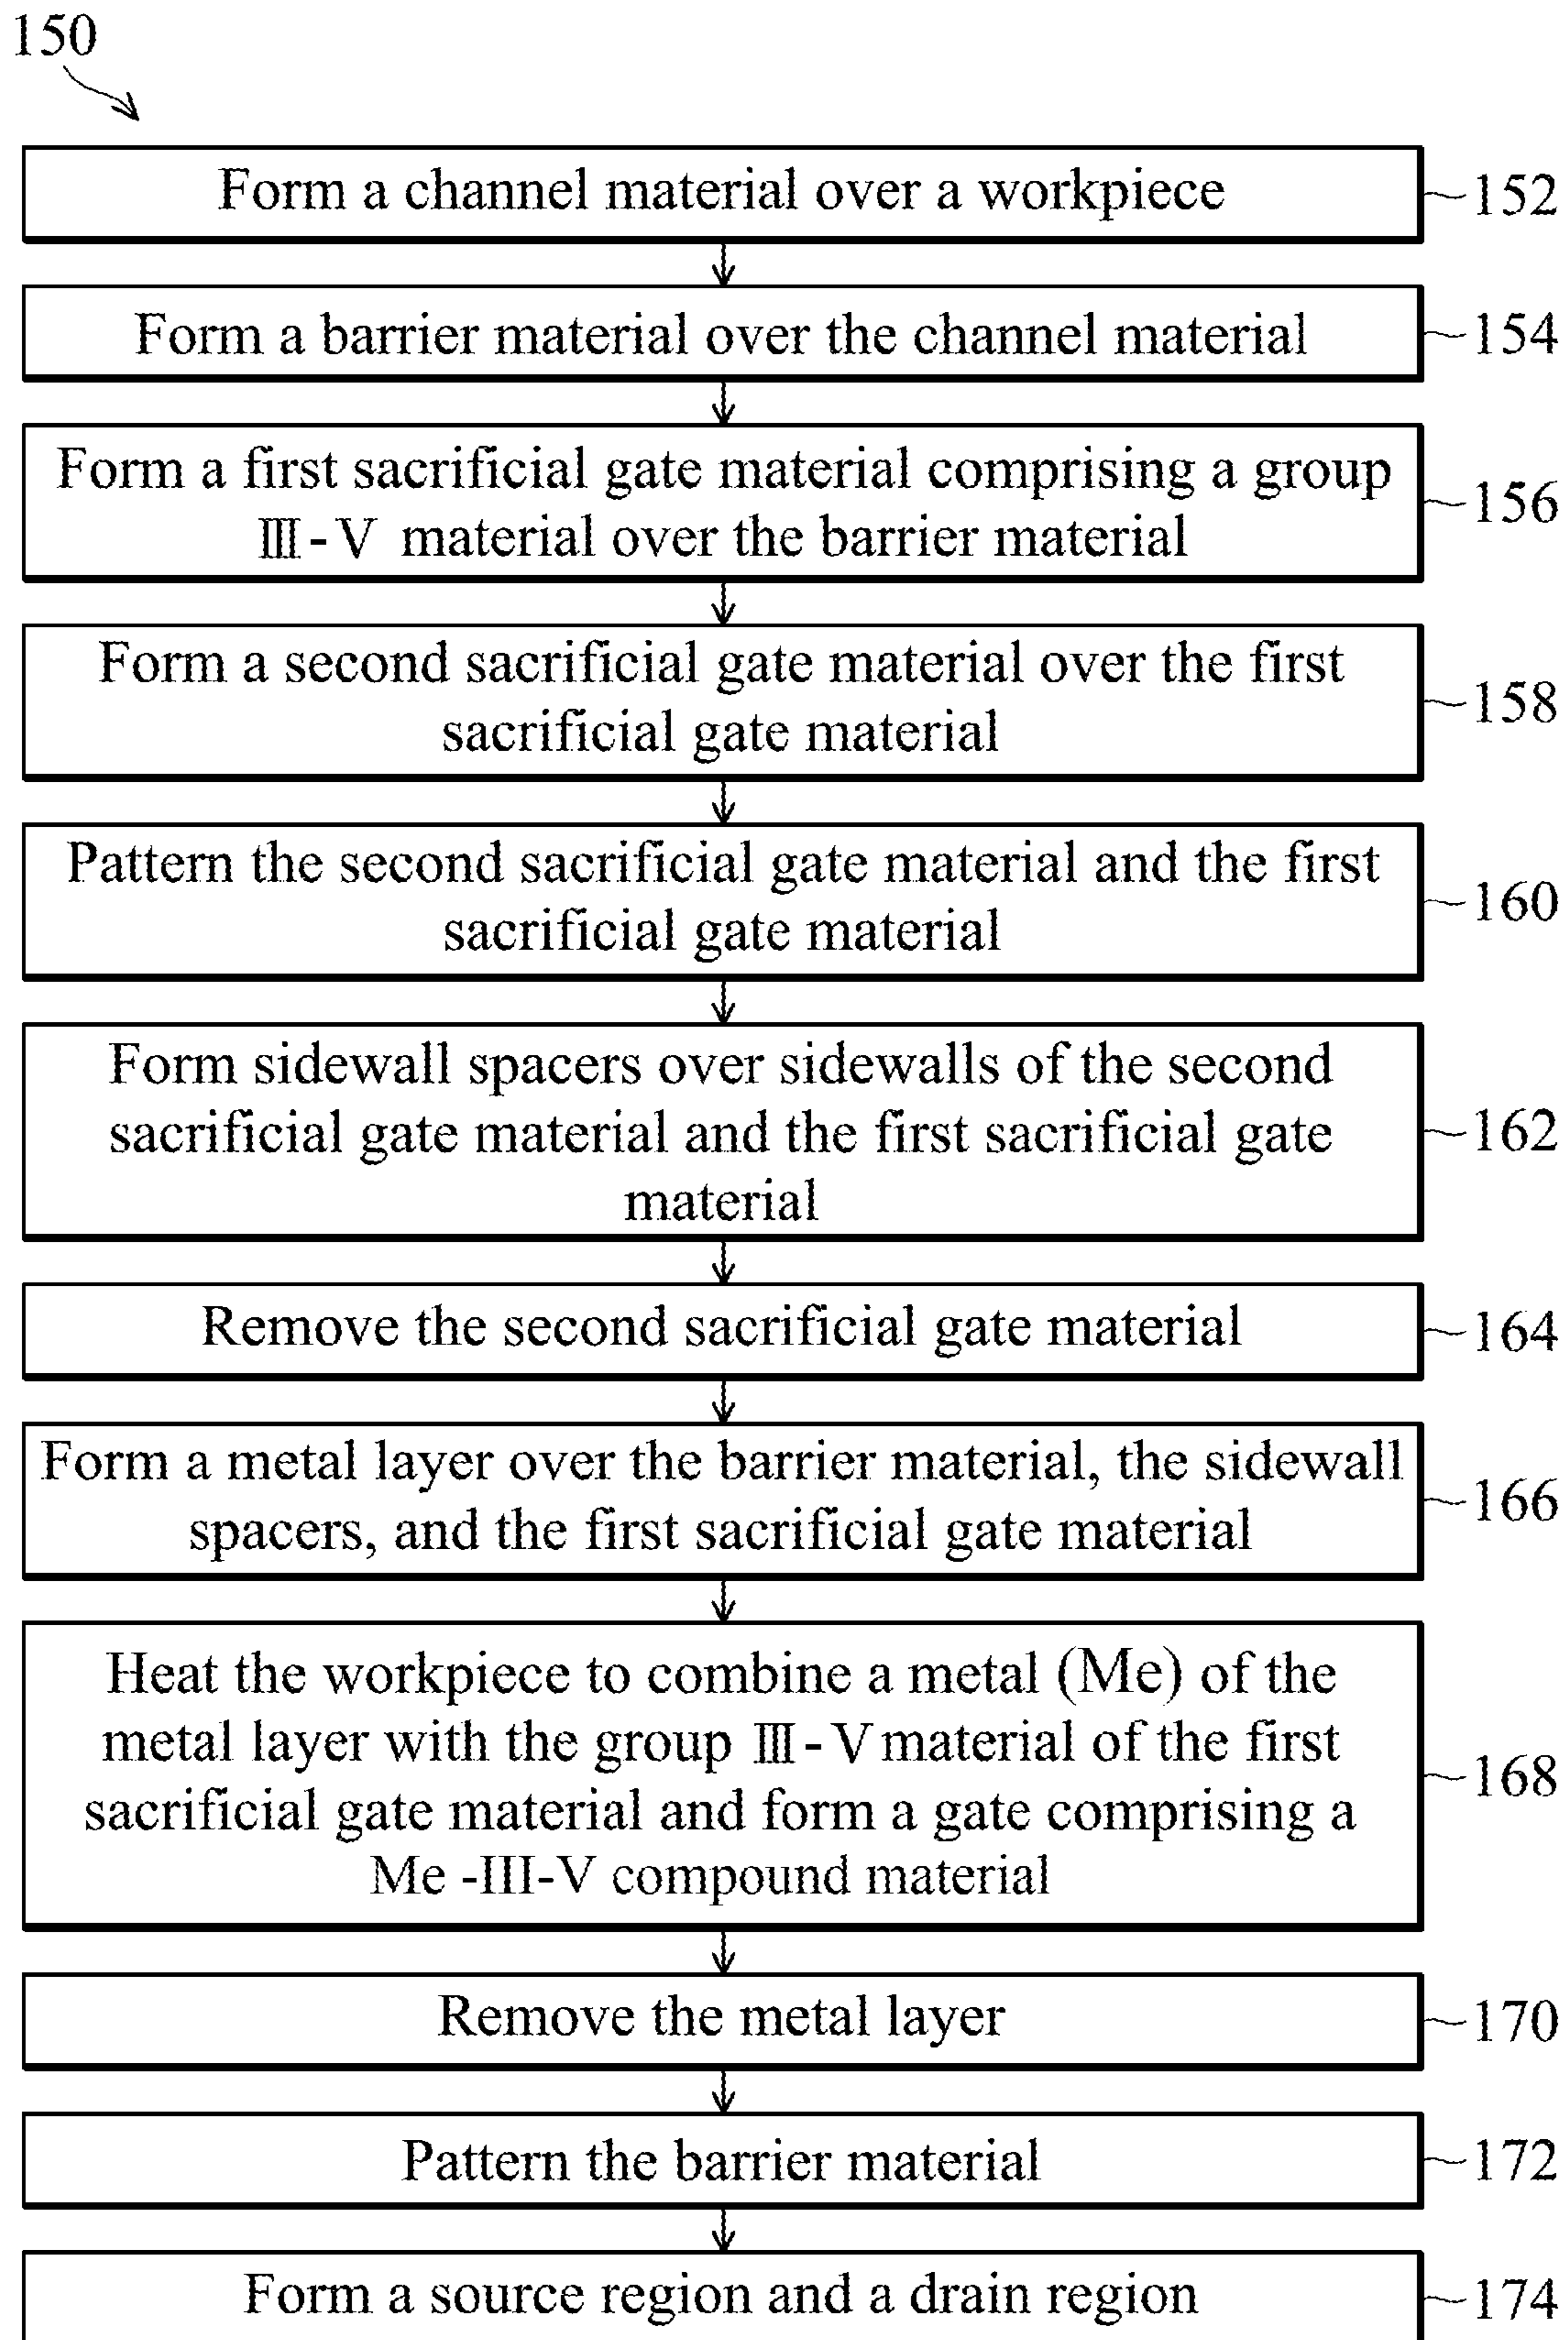 150
Form a channel material over a workpiece
152
Form a barrier material over the channel material
154
Form a first sacrificial gate material comprising a group
III-V material over the barrier material
156
Form a second sacrificial gate material over the first
sacrificial gate material
158
Pattern the second sacrificial gate material and the first
sacrificial gate material
160
Form sidewall spacers over sidewalls of the second
sacrificial gate material and the first sacrificial gate
material
162
Remove the second sacrificial gate material
164
Form a metal layer over the barrier material, the sidewall
spacers, and the first sacrificial gate material
166
Heat the workpiece to combine a metal (Me) of the
metal layer with the group III-V material of the first
sacrificial gate material and form a gate comprising a
Me -III-V compound material
168
Remove the metal layer
170
Pattern the barrier material
172
Form a source region and a drain region
174